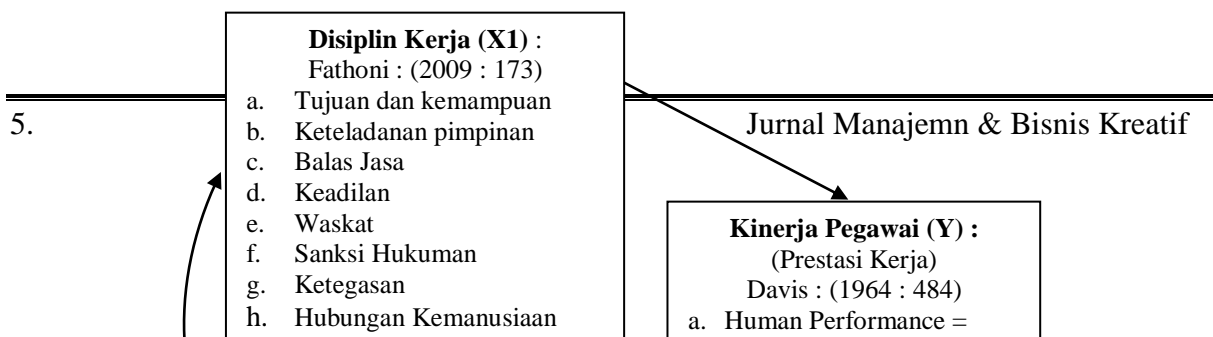 Disiplin Kerja (X1) :
Fathoni : (2009 : 173)
a. Tujuan dan kemampuan
b. Keteladanan pimpinan
c. Balas Jasa
d. Keadilan
e. Waskat
f. Sanksi Hukuman
g. Ketegasan
h. Hubungan Kemanusiaan
5.
Jurnal Manajemn & Bisnis Kreatif
Kinerja Pegawai (Y) :
(Prestasi Kerja)
Davis : (1964 : 484)
a. Human Performance =